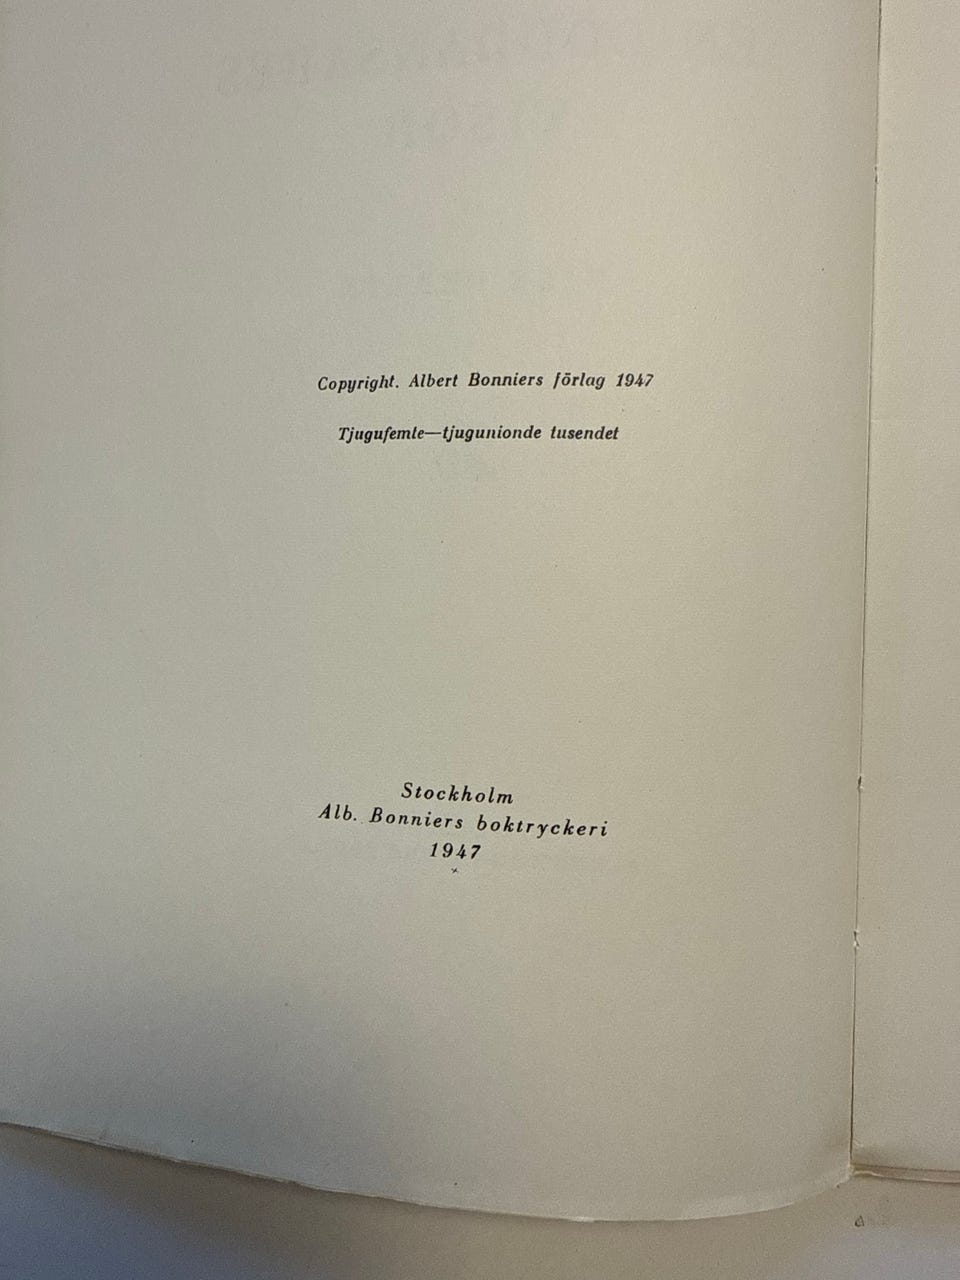 Copyright. Albert Bonniers förlag 1947
Tjugufemte—tjugunionde tusendet
Stockholm
Alb. Bonniers boktryckeri
1947